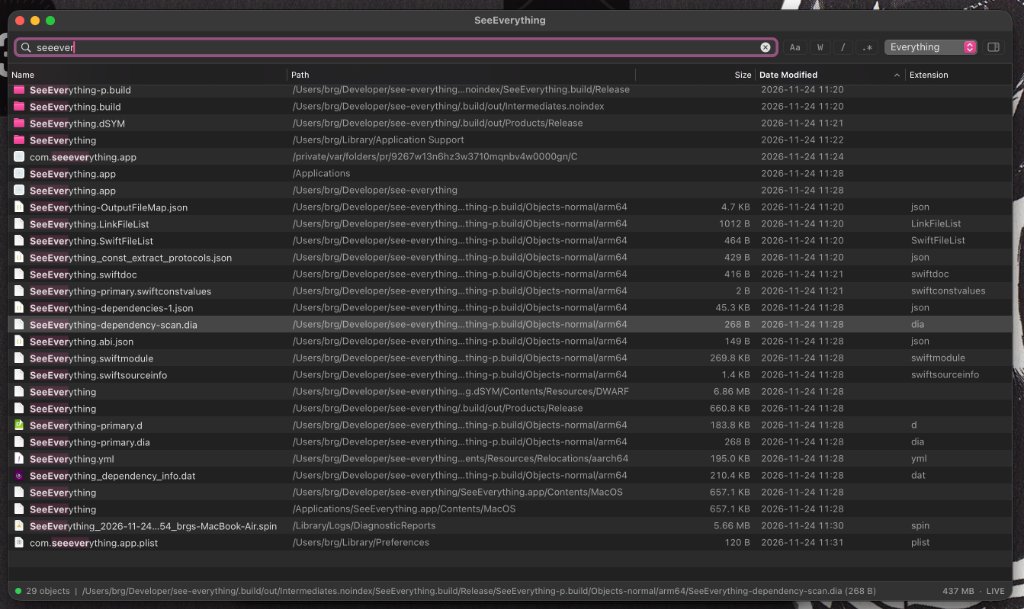 SeeEverything
seeever Aa W / .* Everything
Name Path Size Date Modified Extension
SeeEverything-p.build /Users/brg/Developer/see-everything...noindex/SeeEverything.build/Release 2026-11-24 11:20
SeeEverything.build /Users/brg/Developer/see-everything/.build/out/Intermediates.noindex 2026-11-24 11:20
SeeEverything.dSYM /Users/brg/Developer/see-everything/.build/out/Products/Release 2026-11-24 11:21
SeeEverything /Users/brg/Library/Application Support 2026-11-24 11:22
com.seeeverything.app /private/var/folders/pr/9267w13n6hz3w3710mqnbv4w0000gn/C 2026-11-24 11:24
SeeEverything.app /Applications 2026-11-24 11:28
SeeEverything.app /Users/brg/Developer/see-everything 2026-11-24 11:28
SeeEverything-OutputFileMap.json /Users/brg/Developer/see-everything...thing-p.build/Objects-normal/arm64 4.7 KB 2026-11-24 11:20 json
SeeEverything.LinkFileList /Users/brg/Developer/see-everything...thing-p.build/Objects-normal/arm64 1012 B 2026-11-24 11:20 LinkFileList
SeeEverything.SwiftFileList /Users/brg/Developer/see-everything...thing-p.build/Objects-normal/arm64 464 B 2026-11-24 11:20 SwiftFileList
SeeEverything_const_extract_protocols.json /Users/brg/Developer/see-everything...thing-p.build/Objects-normal/arm64 429 B 2026-11-24 11:20 json
SeeEverything.swiftdoc /Users/brg/Developer/see-everything...thing-p.build/Objects-normal/arm64 416 B 2026-11-24 11:21 swiftdoc
SeeEverything-primary.swiftconstvalues /Users/brg/Developer/see-everything...thing-p.build/Objects-normal/arm64 2 B 2026-11-24 11:21 swiftconstvalues
SeeEverything-dependencies-1.json /Users/brg/Developer/see-everything...thing-p.build/Objects-normal/arm64 45.3 KB 2026-11-24 11:28 json
SeeEverything-dependency-scan.dia /Users/brg/Developer/see-everything...thing-p.build/Objects-normal/arm64 268 B 2026-11-24 11:28 dia
SeeEverything.abi.json /Users/brg/Developer/see-everything...thing-p.build/Objects-normal/arm64 149 B 2026-11-24 11:28 json
SeeEverything.swiftmodule /Users/brg/Developer/see-everything...thing-p.build/Objects-normal/arm64 269.8 KB 2026-11-24 11:28 swiftmodule
SeeEverything.swiftsourceinfo /Users/brg/Developer/see-everything...thing-p.build/Objects-normal/arm64 1.4 KB 2026-11-24 11:28 swiftsourceinfo
SeeEverything /Users/brg/Developer/see-everything...g.dSYM/Contents/Resources/DWARF 6.86 MB 2026-11-24 11:28
SeeEverything /Users/brg/Developer/see-everything/.build/out/Products/Release 660.8 KB 2026-11-24 11:28
SeeEverything-primary.d /Users/brg/Developer/see-everything...thing-p.build/Objects-normal/arm64 183.8 KB 2026-11-24 11:28 d
SeeEverything-primary.dia /Users/brg/Developer/see-everything...thing-p.build/Objects-normal/arm64 268 B 2026-11-24 11:28 dia
SeeEverything.yml /Users/brg/Developer/see-everything...ents/Resources/Relocations/aarch64 195.0 KB 2026-11-24 11:28 yml
SeeEverything_dependency_info.dat /Users/brg/Developer/see-everything...thing-p.build/Objects-normal/arm64 210.4 KB 2026-11-24 11:28 dat
SeeEverything /Users/brg/Developer/see-everything/SeeEverything.app/Contents/MacOS 657.1 KB 2026-11-24 11:28
SeeEverything /Applications/SeeEverything.app/Contents/MacOS 657.1 KB 2026-11-24 11:28
SeeEverything_2026-11-24...54_brgs-MacBook-Air.spin /Library/Logs/DiagnosticReports 5.66 MB 2026-11-24 11:30 spin
com.seeeverything.app.plist /Users/brg/Library/Preferences 120 B 2026-11-24 11:31 plist
29 objects | /Users/brg/Developer/see-everything/.build/out/Intermediates.noindex/SeeEverything.build/Release/SeeEverything-p.build/Objects-normal/arm64/SeeEverything-dependency-scan.dia (268 B) 437 MB · LIVE